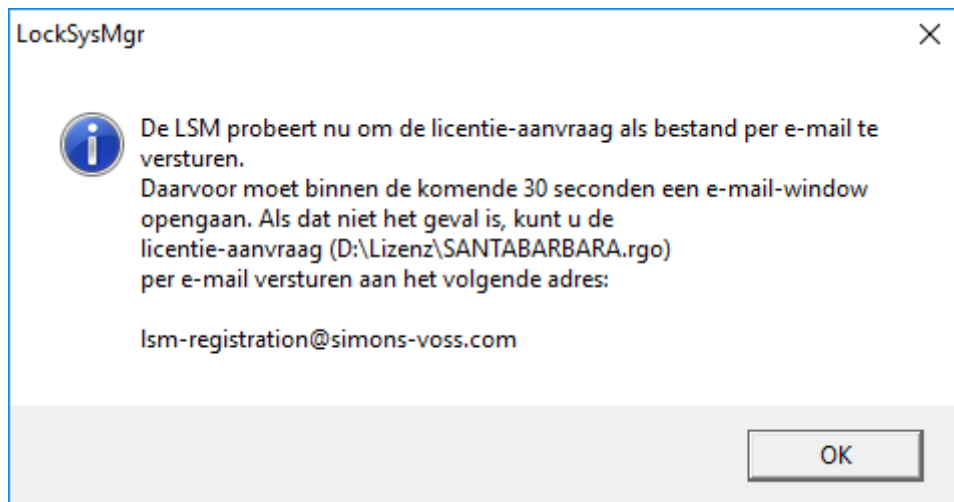 LockSysMgr
De LSM probeert nu om de licentie-aanvraag als bestand per e-mail te
versturen.
Daarvoor moet binnen de komende 30 seconden een e-mail-window
opengaan. Als dat niet het geval is, kunt u de
licentie-aanvraag (D:\Lizenz\SANTABARBARA.rgo)
per e-mail versturen aan het volgende adres:
lsm-registration@simons-voss.com
OK